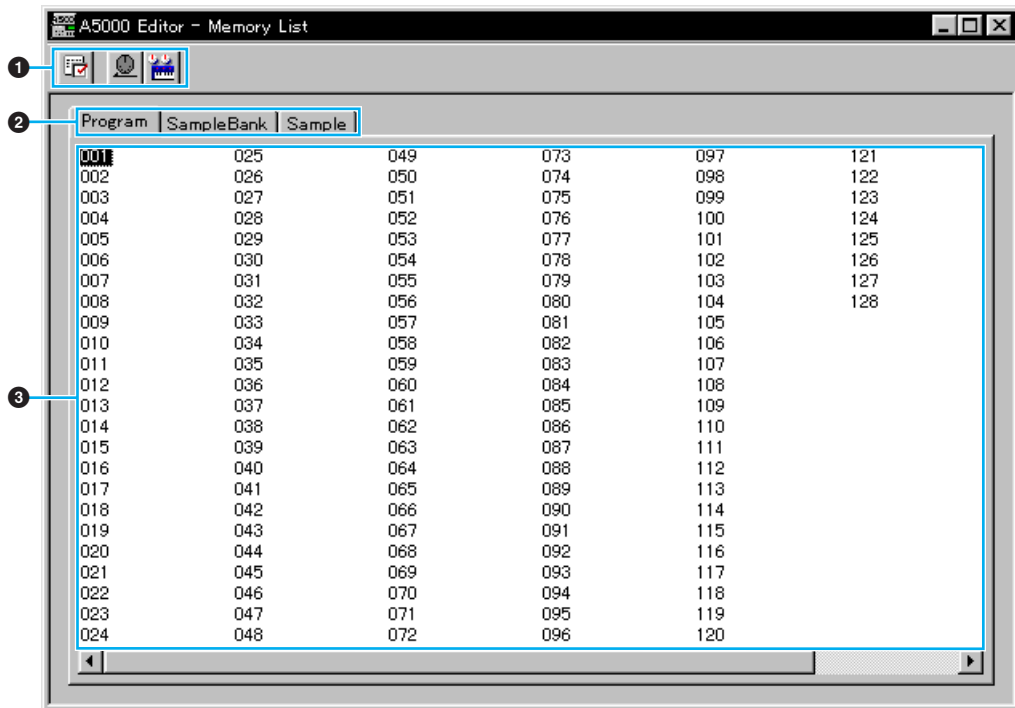 A5000 Editor - Memory List
1
2
Program SampleBank Sample
001 025 049 073 097 121
002 026 050 074 098 122
003 027 051 075 099 123
004 028 052 076 100 124
005 029 053 077 101 125
006 030 054 078 102 126
007 031 055 079 103 127
008 032 056 080 104 128
009 033 057 081 105
010 034 058 082 106
011 035 059 083 107
012 036 060 084 108
3
013 037 061 085 109
014 038 062 086 110
015 039 063 087 111
016 040 064 088 112
017 041 065 089 113
018 042 066 090 114
019 043 067 091 115
020 044 068 092 116
021 045 069 093 117
022 046 070 094 118
023 047 071 095 119
024 048 072 096 120